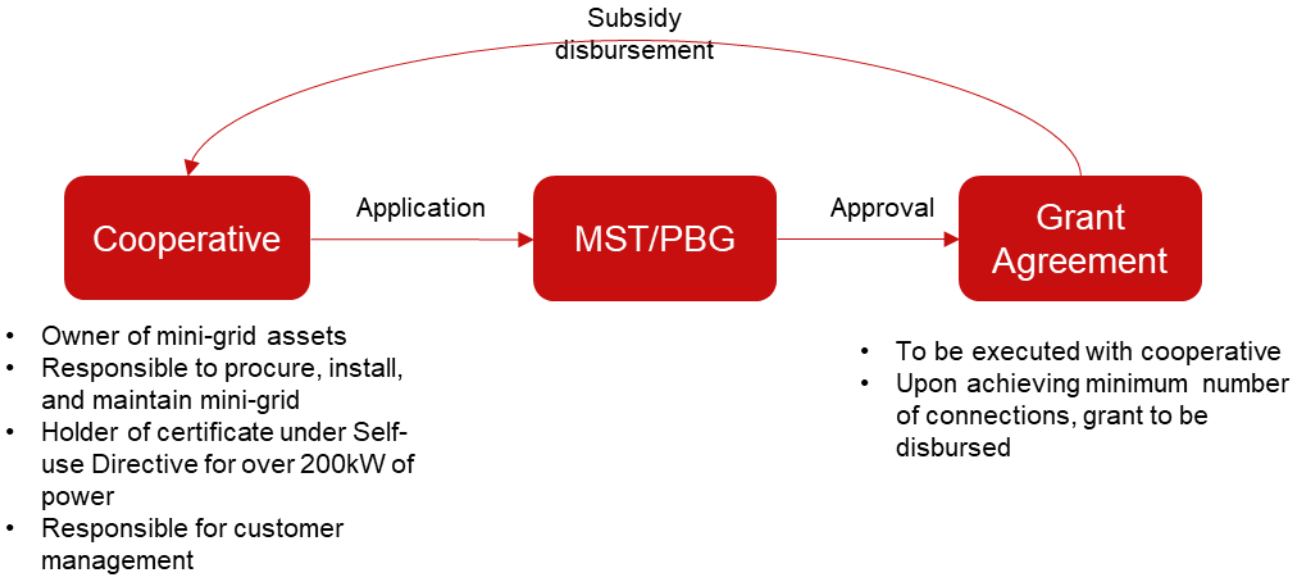 Subsidy
disbursement
Cooperative
Application
MST/PBG
Approval
Grant
Agreement
• Owner of mini-grid assets
• Responsible to procure, install,
and maintain mini-grid
• Holder of certificate under Self-
use Directive for over 200kW of
power
• Responsible for customer
management
• To be executed with cooperative
• Upon achieving minimum number
of connections, grant to be
disbursed